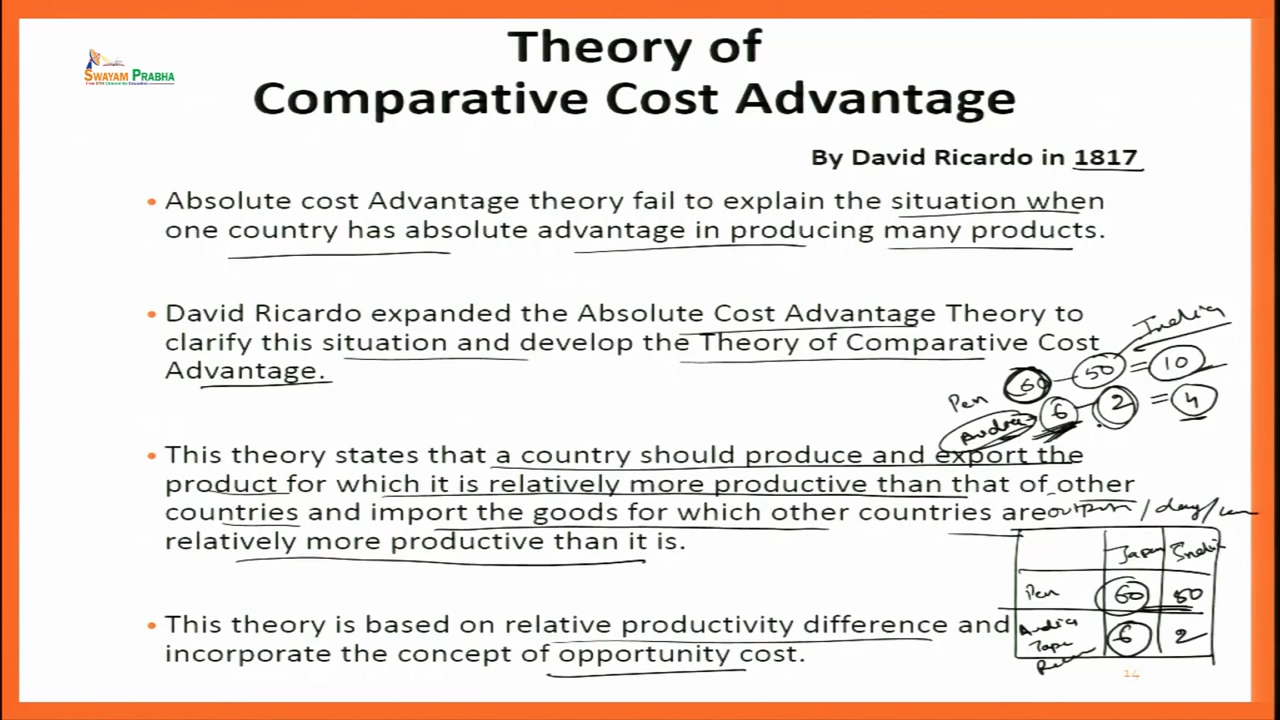 Theory of
Comparative Cost Advantage
SWAYAM PRABHA
By David Ricardo in 1817
• Absolute cost Advantage theory fail to explain the situation when
one country has absolute advantage in producing many products.
• David Ricardo expanded the Absolute Cost Advantage Theory to
clarify this situation and develop the Theory of Comparative Cost
Advantage.
India
Pen 60 - 50 = 10
Audio 6 - 2 = 4
• This theory states that a country should produce and export the
product for which it is relatively more productive than that of other
countries and import the goods for which other countries are
relatively more productive than it is.
output / day /
Japan India
Pen 60 50
Audio Tape 6 2
• This theory is based on relative productivity difference and
incorporate the concept of opportunity cost.
14